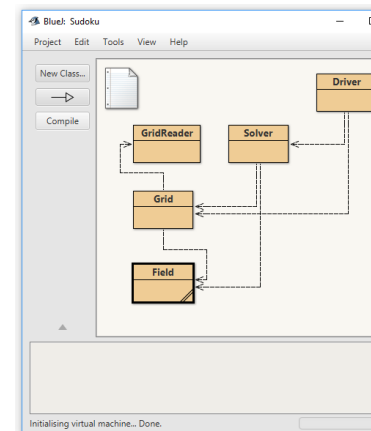 BlueJ: Sudoku
Project Edit Tools View Help
New Class...
Compile
Driver
GridReader
Solver
Grid
Field
Initialising virtual machine... Done.